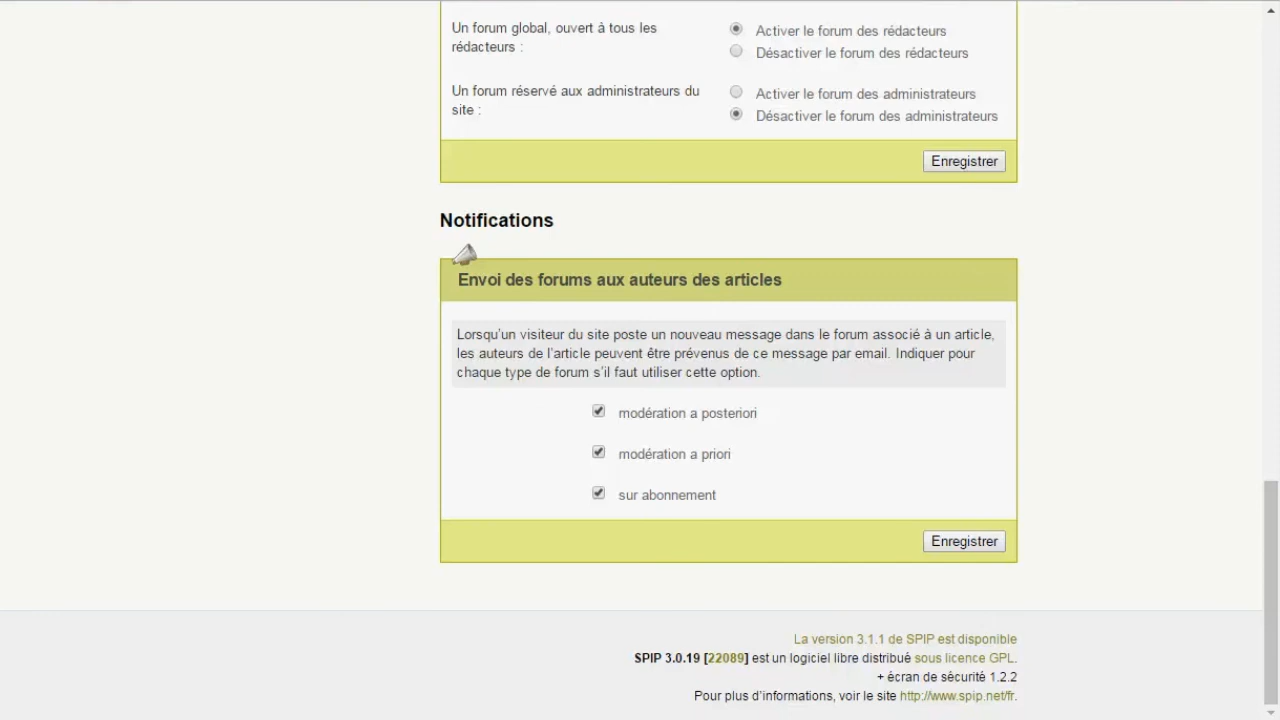 Un forum global, ouvert à tous les
rédacteurs :
Activer le forum des rédacteurs
Désactiver le forum des rédacteurs
Un forum réservé aux administrateurs du
site :
Activer le forum des administrateurs
Désactiver le forum des administrateurs
Enregistrer
Notifications
Envoi des forums aux auteurs des articles
Lorsqu’un visiteur du site poste un nouveau message dans le forum associé à un article,
les auteurs de l’article peuvent être prévenus de ce message par email. Indiquer pour
chaque type de forum s’il faut utiliser cette option.
modération a posteriori
modération a priori
sur abonnement
Enregistrer
La version 3.1.1 de SPIP est disponible
SPIP 3.0.19 [22089] est un logiciel libre distribué sous licence GPL.
+ écran de sécurité 1.2.2
Pour plus d’informations, voir le site http://www.spip.net/fr.